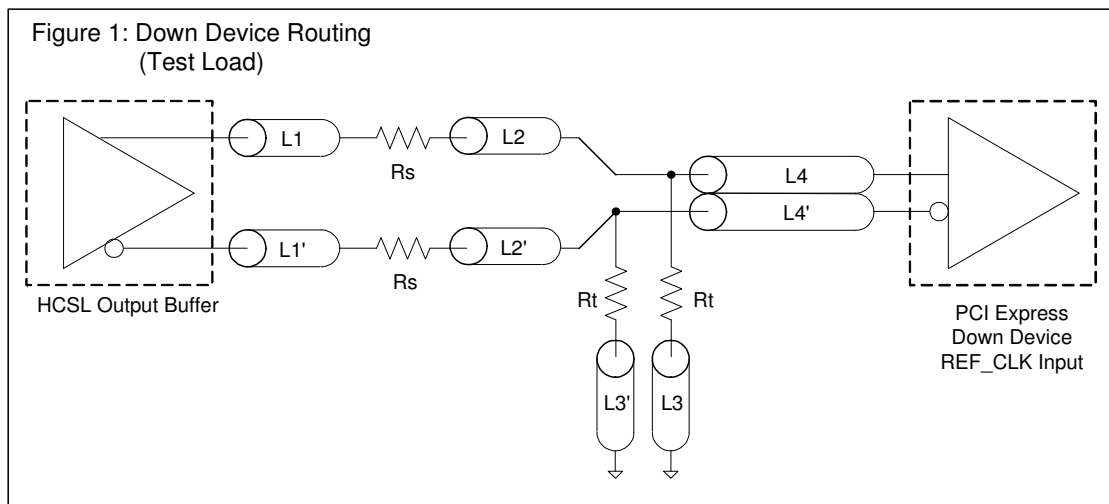 Figure 1: Down Device Routing
(Test Load)
L1
Rs
L2
L4
L4'
L1'
Rs
L2'
HCSL Output Buffer
Rt
Rt
L3'
L3
PCI Express
Down Device
REF_CLK Input